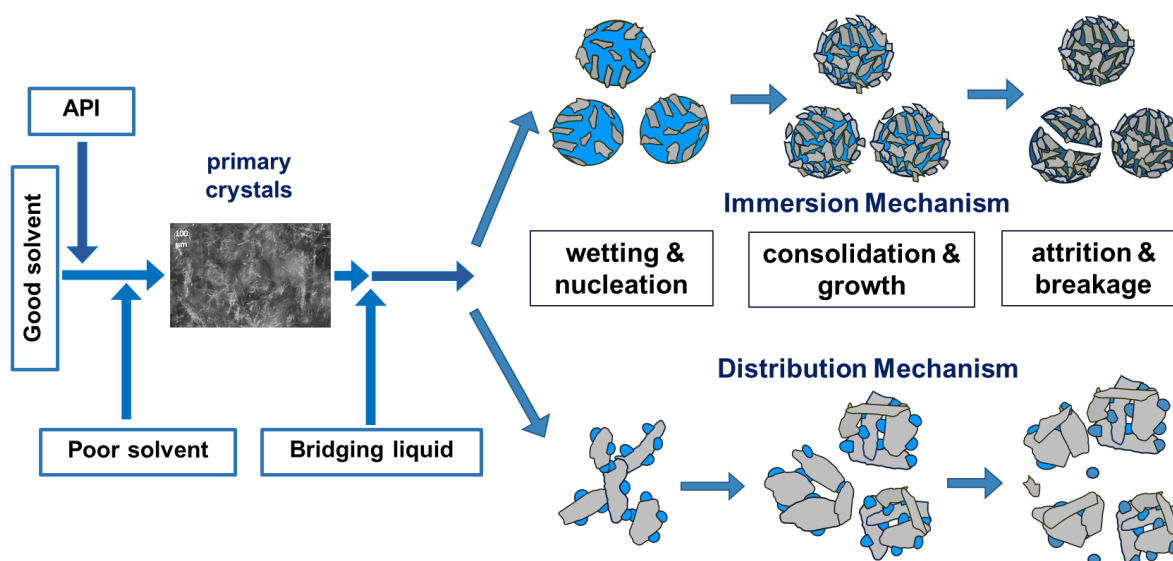 API
Good solvent
Poor solvent
primary
crystals
100
µm
Bridging liquid
Immersion Mechanism
wetting &
nucleation
consolidation &
growth
attrition &
breakage
Distribution Mechanism